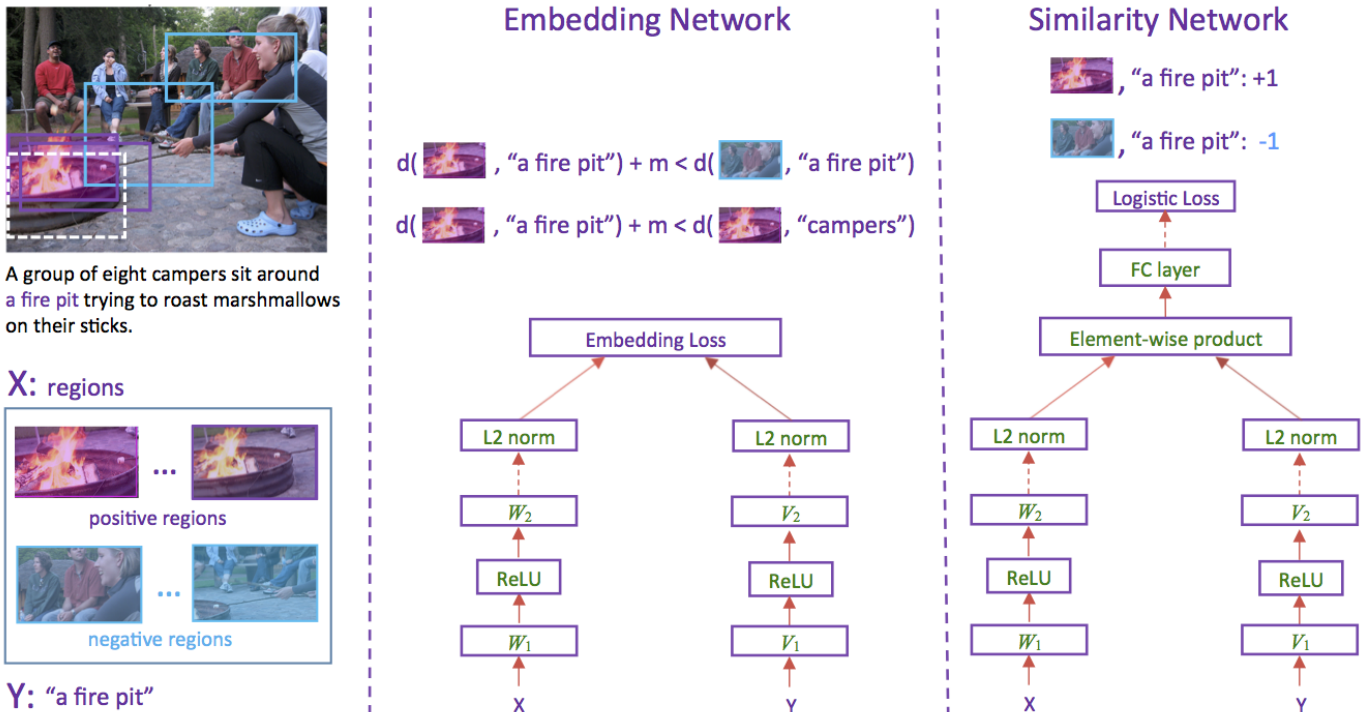 A group of eight campers sit around
a fire pit trying to roast marshmallows
on their sticks.
X: regions
positive regions
negative regions
Y: “a fire pit”
Embedding Network
d( , “a fire pit”) + m < d( , “a fire pit”)
d( , “a fire pit”) + m < d( , “campers”)
Embedding Loss
L2 norm
L2 norm
W2
V2
ReLU
ReLU
W1
V1
X
Y
Similarity Network
, “a fire pit”: +1
, “a fire pit”: -1
Logistic Loss
FC layer
Element-wise product
L2 norm
L2 norm
W2
V2
ReLU
ReLU
W1
V1
X
Y
...
...